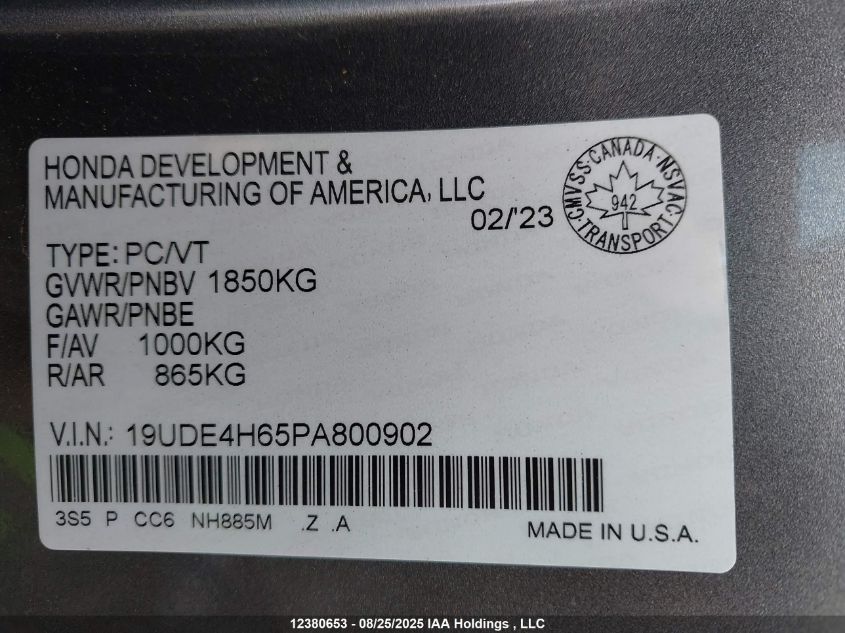 HONDA DEVELOPMENT &
MANUFACTURING OF AMERICA, LLC
02/'23
CMVSS·CANADA·NSVAC·TRANSPORT·
942
TYPE: PC/VT
GVWR/PNBV 1850KG
GAWR/PNBE
F/AV 1000KG
R/AR 865KG
V.I.N.: 19UDE4H65PA800902
3S5 P CC6 NH885M .Z .A
MADE IN U.S.A.
12380653 - 08/25/2025 IAA Holdings , LLC